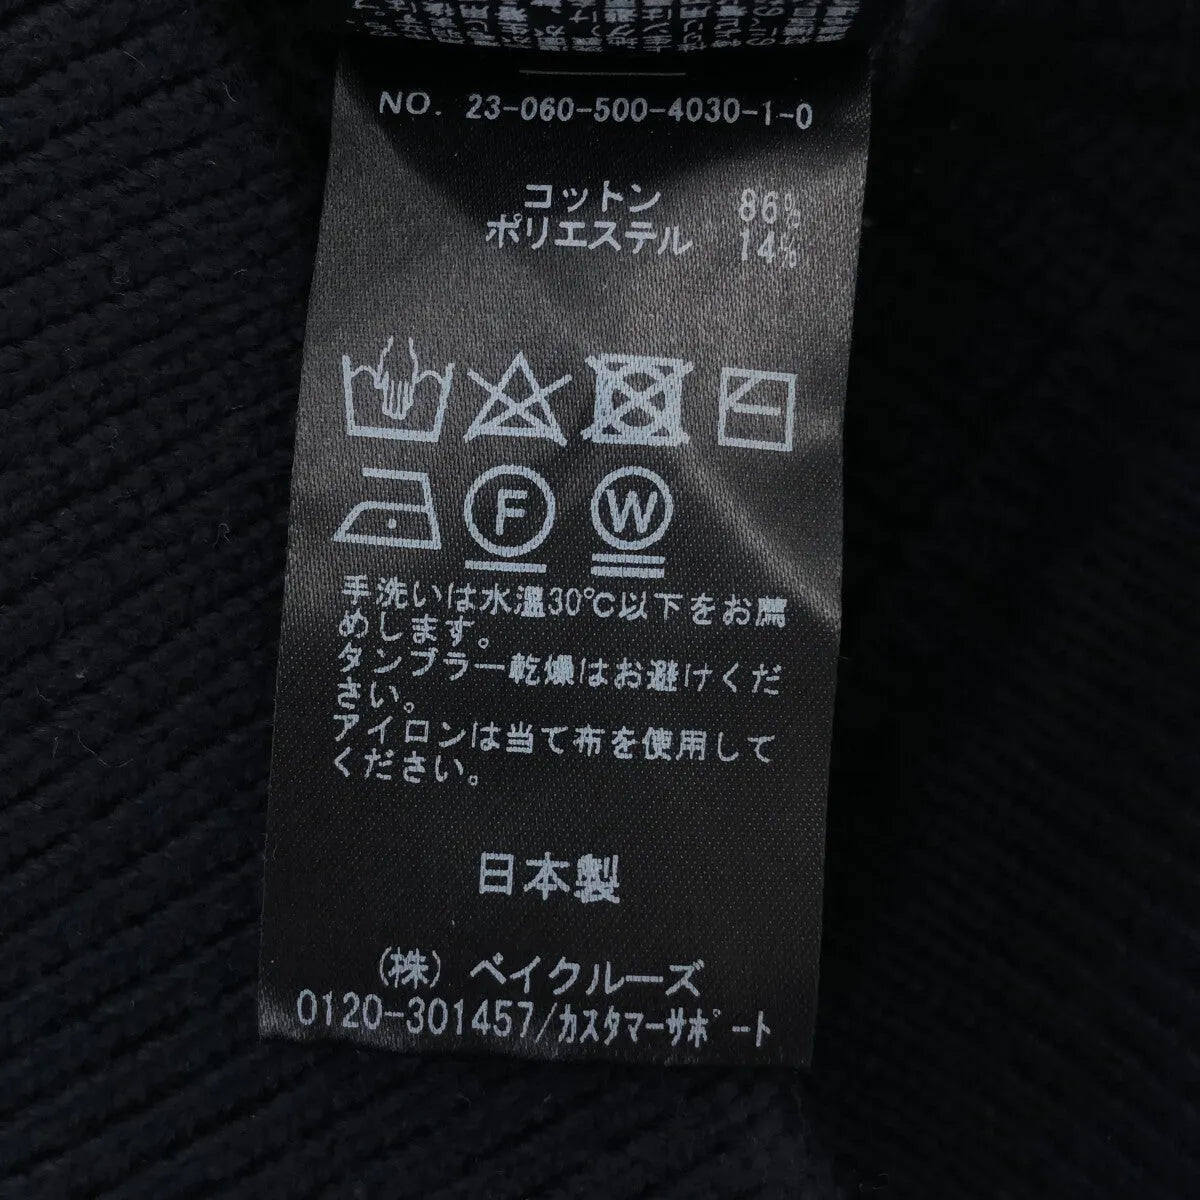 NO. 23-060-500-4030-1-0
コットン 86%
ポリエステル 14%
F W
手洗いは水温30℃以下をお薦
めします。
タンブラー乾燥はお避けくだ
さい。
アイロンは当て布を使用して
ください。
日本製
(株) ベイクルーズ
0120-301457/カスタマーサポート